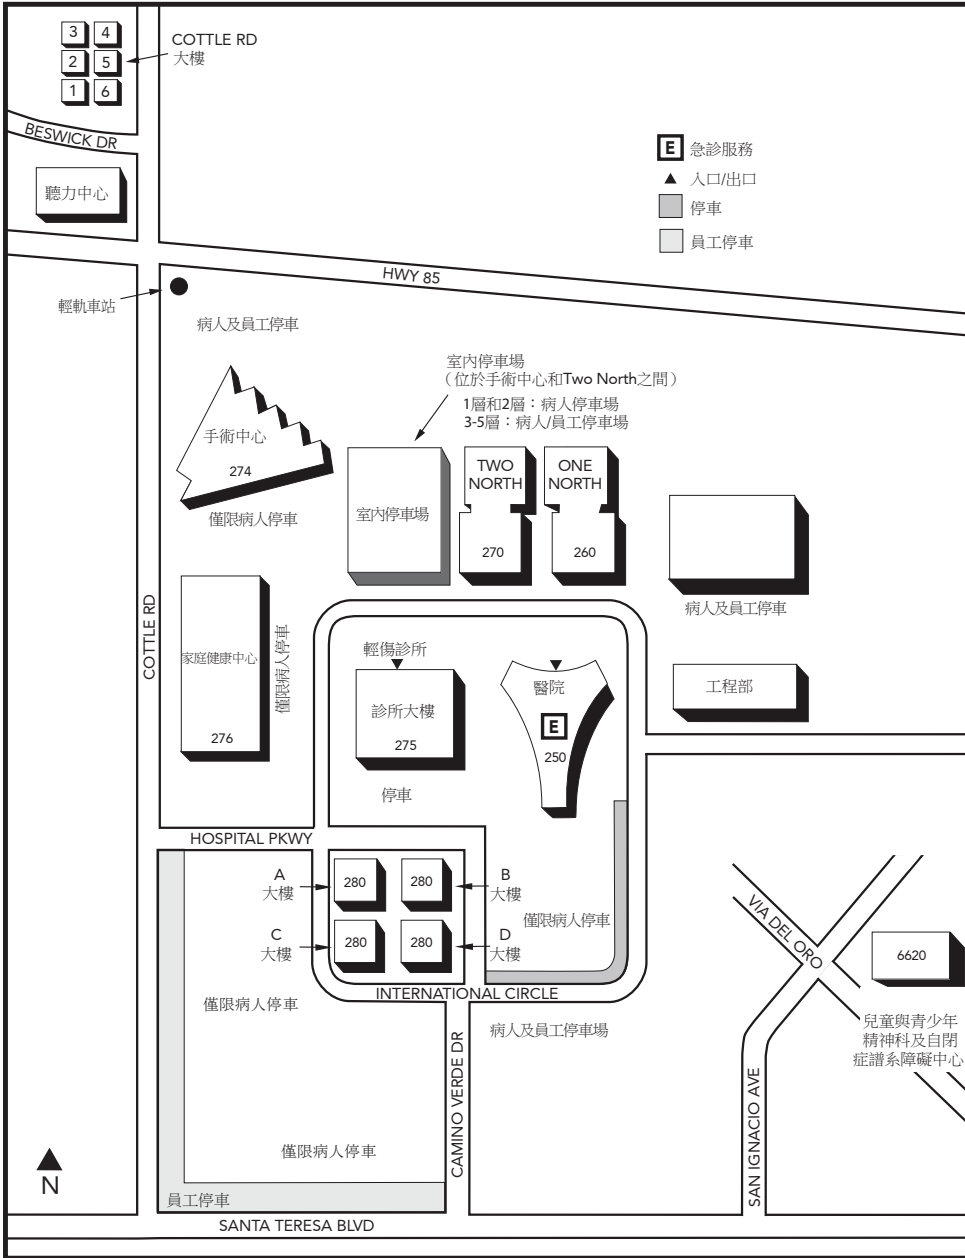 3 4
2 5
1 6
COTTLE RD
大樓
BESWICK DR
聽力中心
E 急診服務
入口/出口
停車
員工停車
HWY 85
輕軌車站
病人及員工停車
室内停車場
（位於手術中心和Two North之間）
1層和2層：病人停車場
3-5層：病人/員工停車場
手術中心
274
僅限病人停車
室内停車場
TWO
NORTH
270
ONE
NORTH
260
病人及員工停車
COTTLE RD
家庭健康中心
276
僅限病人停車
輕傷診所
診所大樓
275
停車
醫院
E
250
工程部
HOSPITAL PKWY
A
大樓
280
280
B
大樓
C
大樓
280
280
D
大樓
僅限病人停車
INTERNATIONAL CIRCLE
僅限病人停車
病人及員工停車場
VIA DEL ORO
6620
兒童與青少年
精神科及自閉
症譜系障礙中心
CAMINO VERDE DR
SAN IGNACIO AVE
僅限病人停車
N
員工停車
SANTA TERESA BLVD